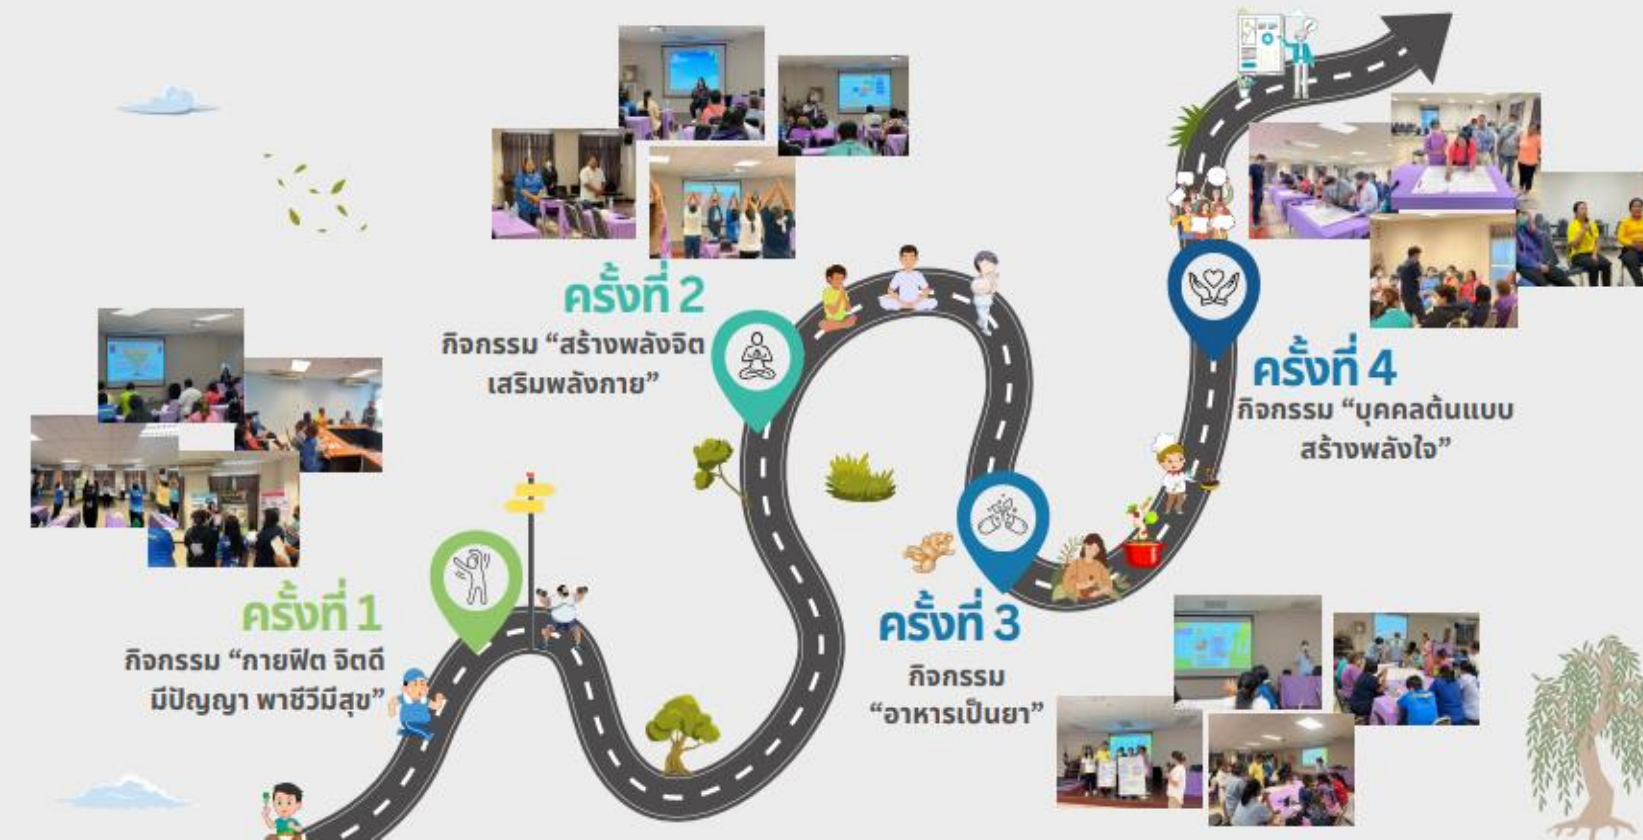 ครั้งที่ 1
กิจกรรม “กายฟิต จิตดี
มีปัญญา พาชีวีมีสุข”
ครั้งที่ 2
กิจกรรม “สร้างพลังจิต
เสริมพลังกาย”
ครั้งที่ 3
กิจกรรม
“อาหารเป็นยา”
ครั้งที่ 4
กิจกรรม “บุคคลต้นแบบ
สร้างพลังใจ”